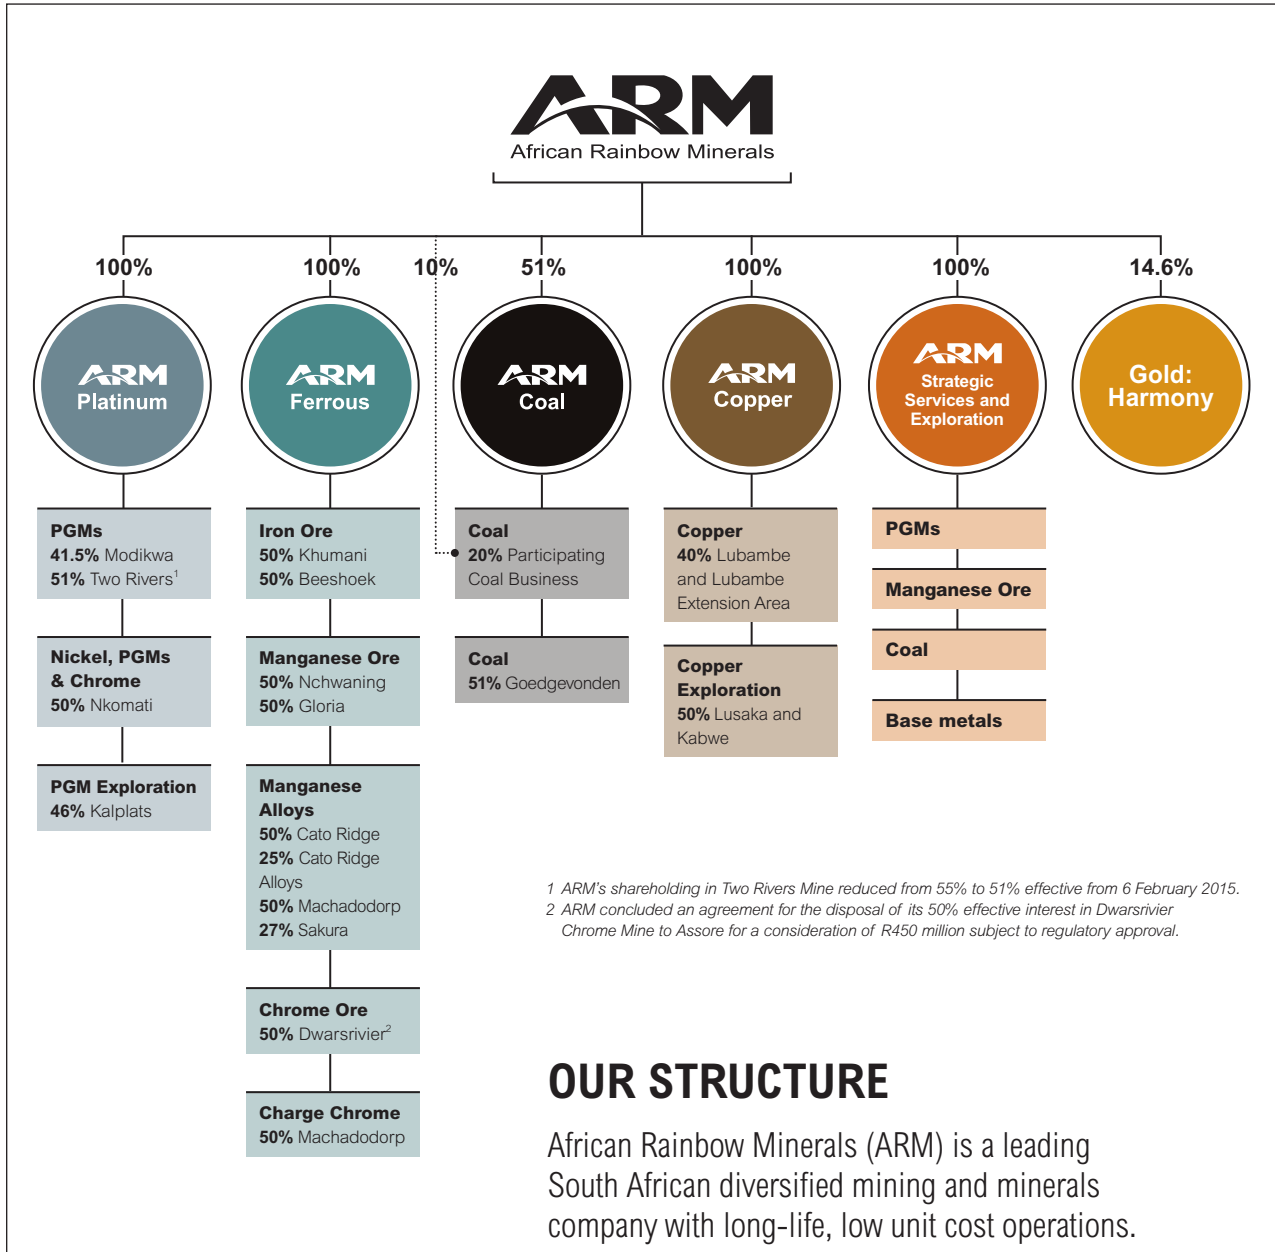 ARM
African Rainbow Minerals
100%
100%
10%
51%
100%
100%
14.6%
ARM
Platinum
ARM
Ferrous
ARM
Coal
ARM
Copper
ARM
Strategic
Services and
Exploration
Gold:
Harmony
PGMs
41.5% Modikwa
51% Two Rivers¹
Nickel, PGMs
& Chrome
50% Nkomati
PGM Exploration
46% Kalplats
Iron Ore
50% Khumani
50% Beeshoek
Manganese Ore
50% Nchwaning
50% Gloria
Manganese
Alloys
50% Cato Ridge
25% Cato Ridge
Alloys
50% Machadodorp
27% Sakura
Chrome Ore
50% Dwarsrivier²
Charge Chrome
50% Machadodorp
Coal
20% Participating
Coal Business
Coal
51% Goedgevonden
Copper
40% Lubambe
and Lubambe
Extension Area
Copper
Exploration
50% Lusaka and
Kabwe
PGMs
Manganese Ore
Coal
Base metals
1 ARM's shareholding in Two Rivers Mine reduced from 55% to 51% effective from 6 February 2015.
2 ARM concluded an agreement for the disposal of its 50% effective interest in Dwarsrivier
Chrome Mine to Assore for a consideration of R450 million subject to regulatory approval.
OUR STRUCTURE
African Rainbow Minerals (ARM) is a leading
South African diversified mining and minerals
company with long-life, low unit cost operations.